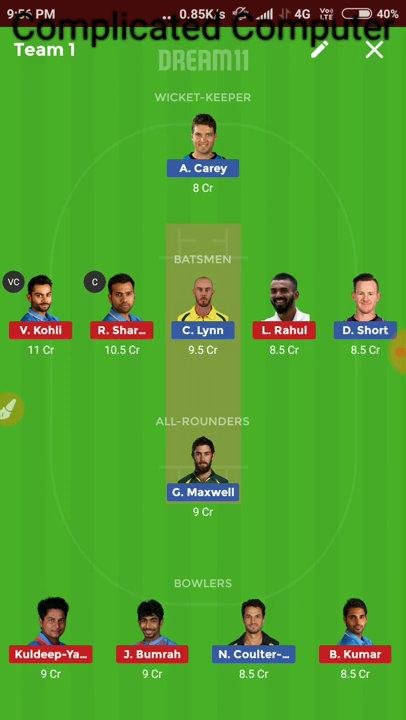 9:56 PM .. 0.85K/s 4G Vo) LTE 40%
Complicated Computer
Team 1
DREAM11
WICKET-KEEPER
A. Carey
8 Cr
BATSMEN
VC C
V. Kohli R. Shar... C. Lynn L. Rahul D. Short
11 Cr 10.5 Cr 9.5 Cr 8.5 Cr 8.5 Cr
ALL-ROUNDERS
G. Maxwell
9 Cr
BOWLERS
Kuldeep-Ya... J. Bumrah N. Coulter-... B. Kumar
9 Cr 9 Cr 8.5 Cr 8.5 Cr